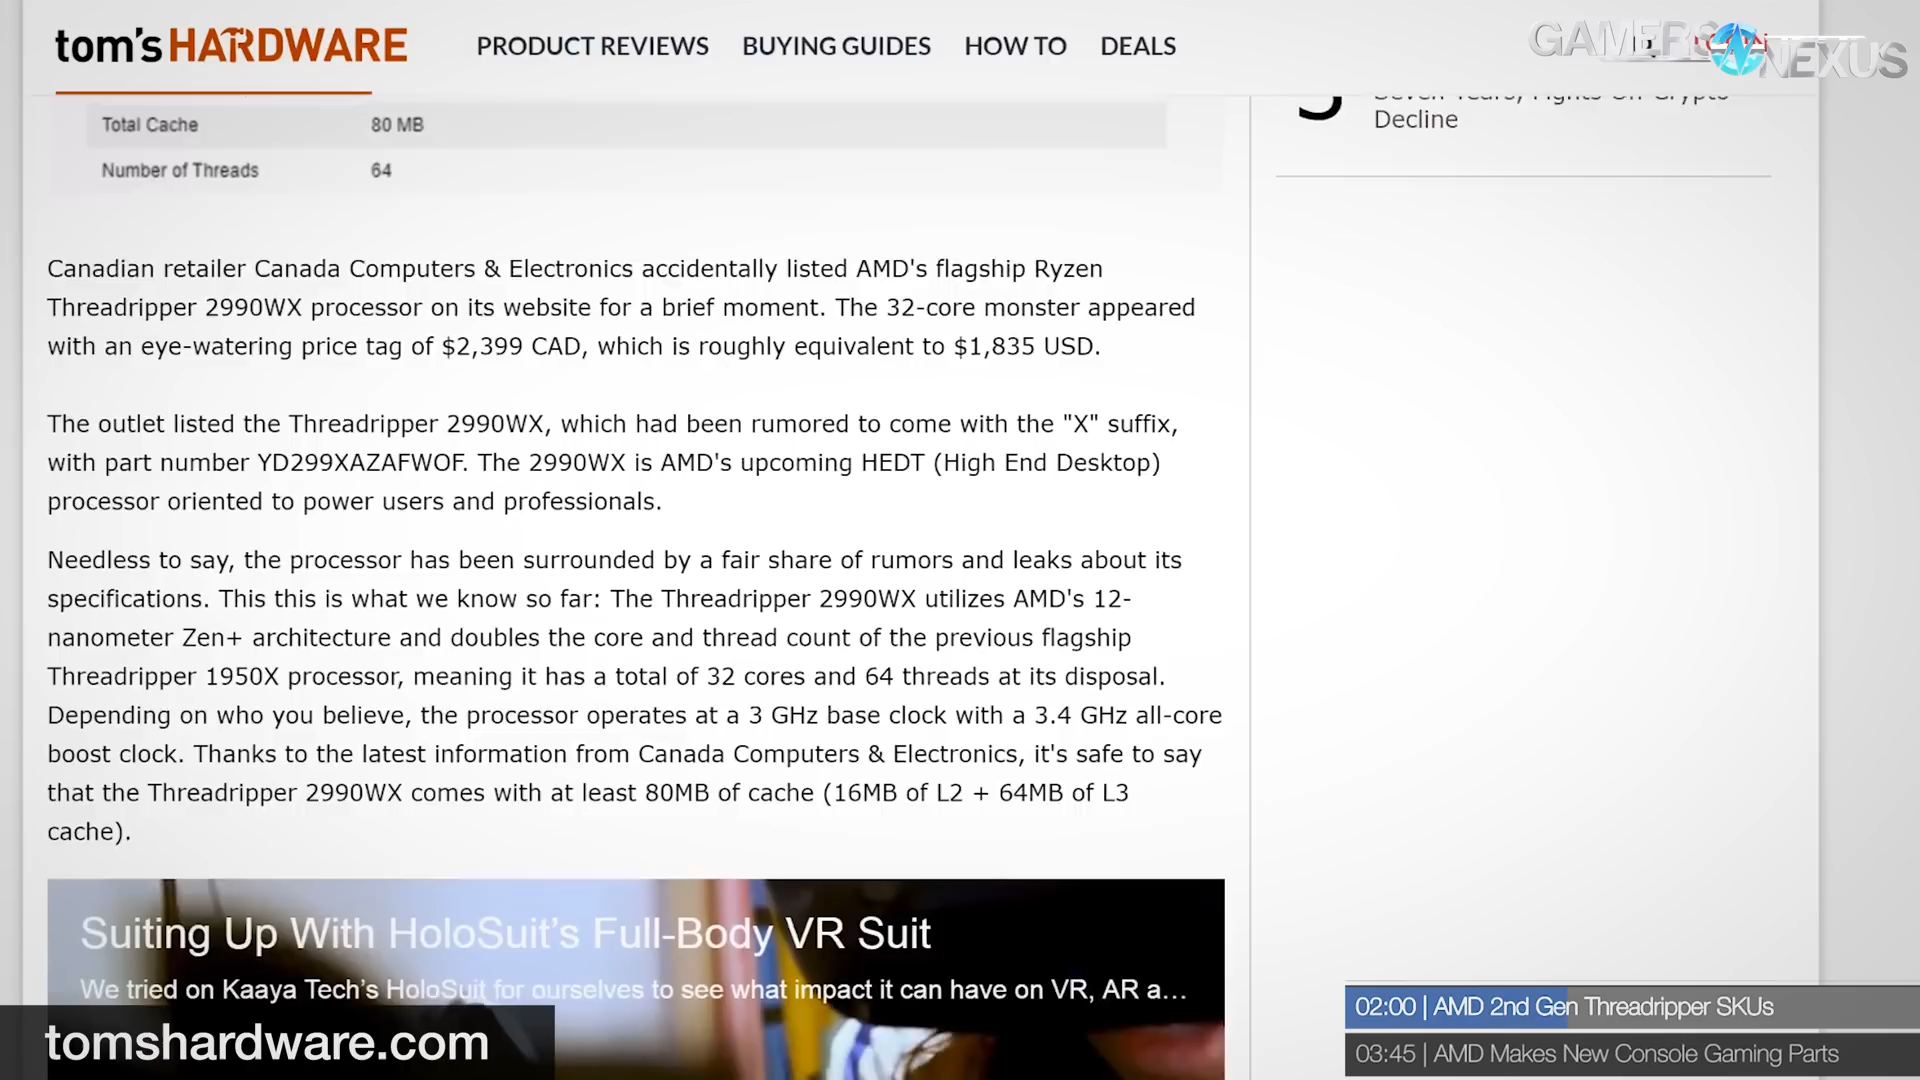 tom's HARDWARE
PRODUCT REVIEWS BUYING GUIDES HOW TO DEALS
GAMERS NEXUS
Total Cache 80 MB
Number of Threads 64
5
Seven Years, Fights Off Crypto
Decline
Canadian retailer Canada Computers & Electronics accidentally listed AMD's flagship Ryzen
Threadripper 2990WX processor on its website for a brief moment. The 32-core monster appeared
with an eye-watering price tag of $2,399 CAD, which is roughly equivalent to $1,835 USD.
The outlet listed the Threadripper 2990WX, which had been rumored to come with the "X" suffix,
with part number YD299XAZAFWOF. The 2990WX is AMD's upcoming HEDT (High End Desktop)
processor oriented to power users and professionals.
Needless to say, the processor has been surrounded by a fair share of rumors and leaks about its
specifications. This this is what we know so far: The Threadripper 2990WX utilizes AMD's 12-
nanometer Zen+ architecture and doubles the core and thread count of the previous flagship
Threadripper 1950X processor, meaning it has a total of 32 cores and 64 threads at its disposal.
Depending on who you believe, the processor operates at a 3 GHz base clock with a 3.4 GHz all-core
boost clock. Thanks to the latest information from Canada Computers & Electronics, it's safe to say
that the Threadripper 2990WX comes with at least 80MB of cache (16MB of L2 + 64MB of L3
cache).
Suiting Up With HoloSuit's Full-Body VR Suit
We tried on Kaaya Tech's HoloSuit for ourselves to see what impact it can have on VR, AR a...
tomshardware.com
02:00 | AMD 2nd Gen Threadripper SKUs
03:45 | AMD Makes New Console Gaming Parts